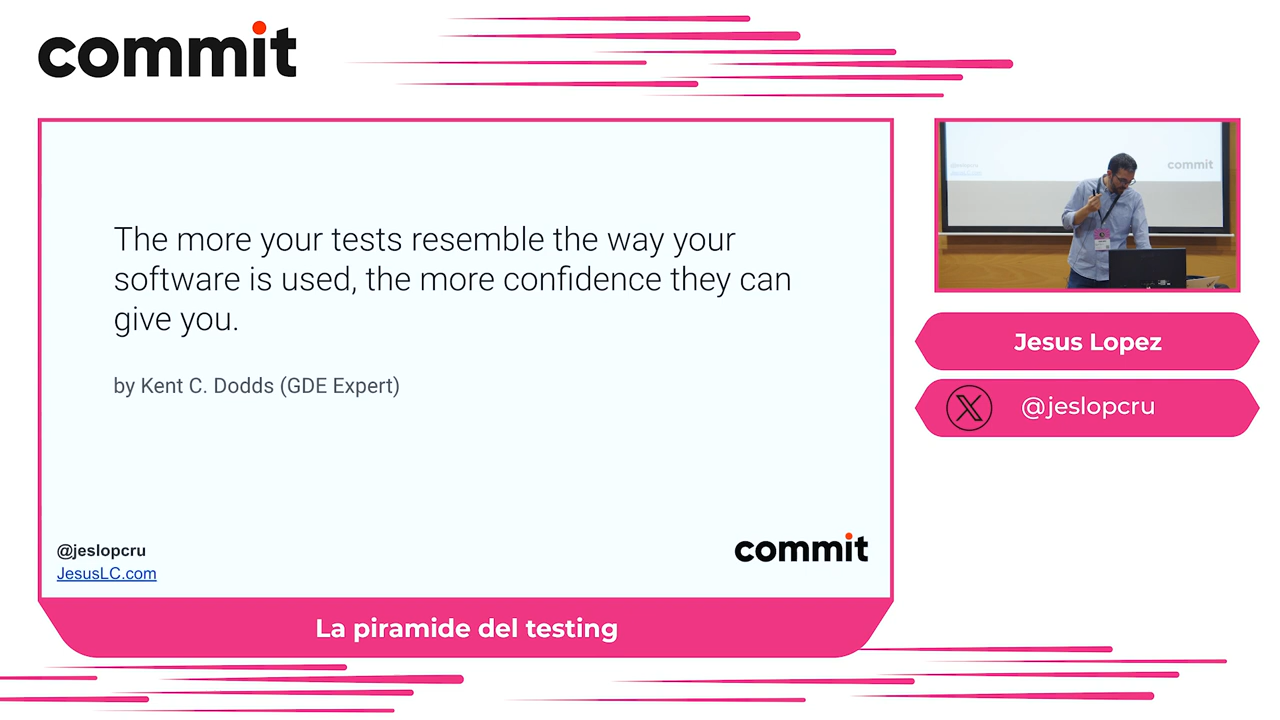 commit
The more your tests resemble the way your
software is used, the more confidence they can
give you.
by Kent C. Dodds (GDE Expert)
@jeslopcru
JesusLC.com
commit
La piramide del testing
commit
Jesus Lopez
@jeslopcru